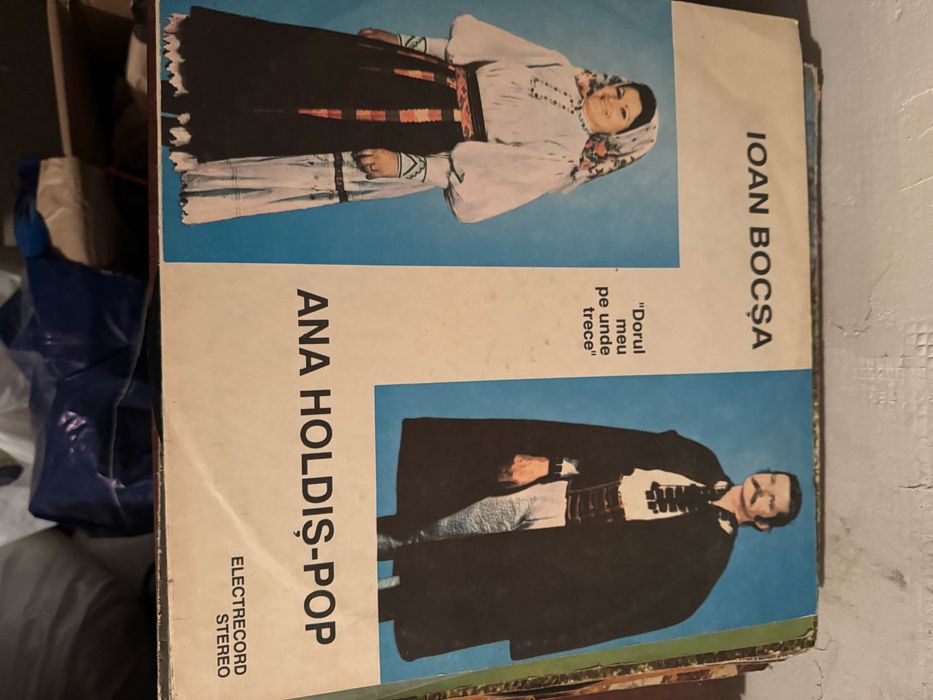 IOAN BOCȘA
"Dorul
meu
pe unde
trece"
ANA HOLDIȘ-POP
ELECTRECORD
STEREO